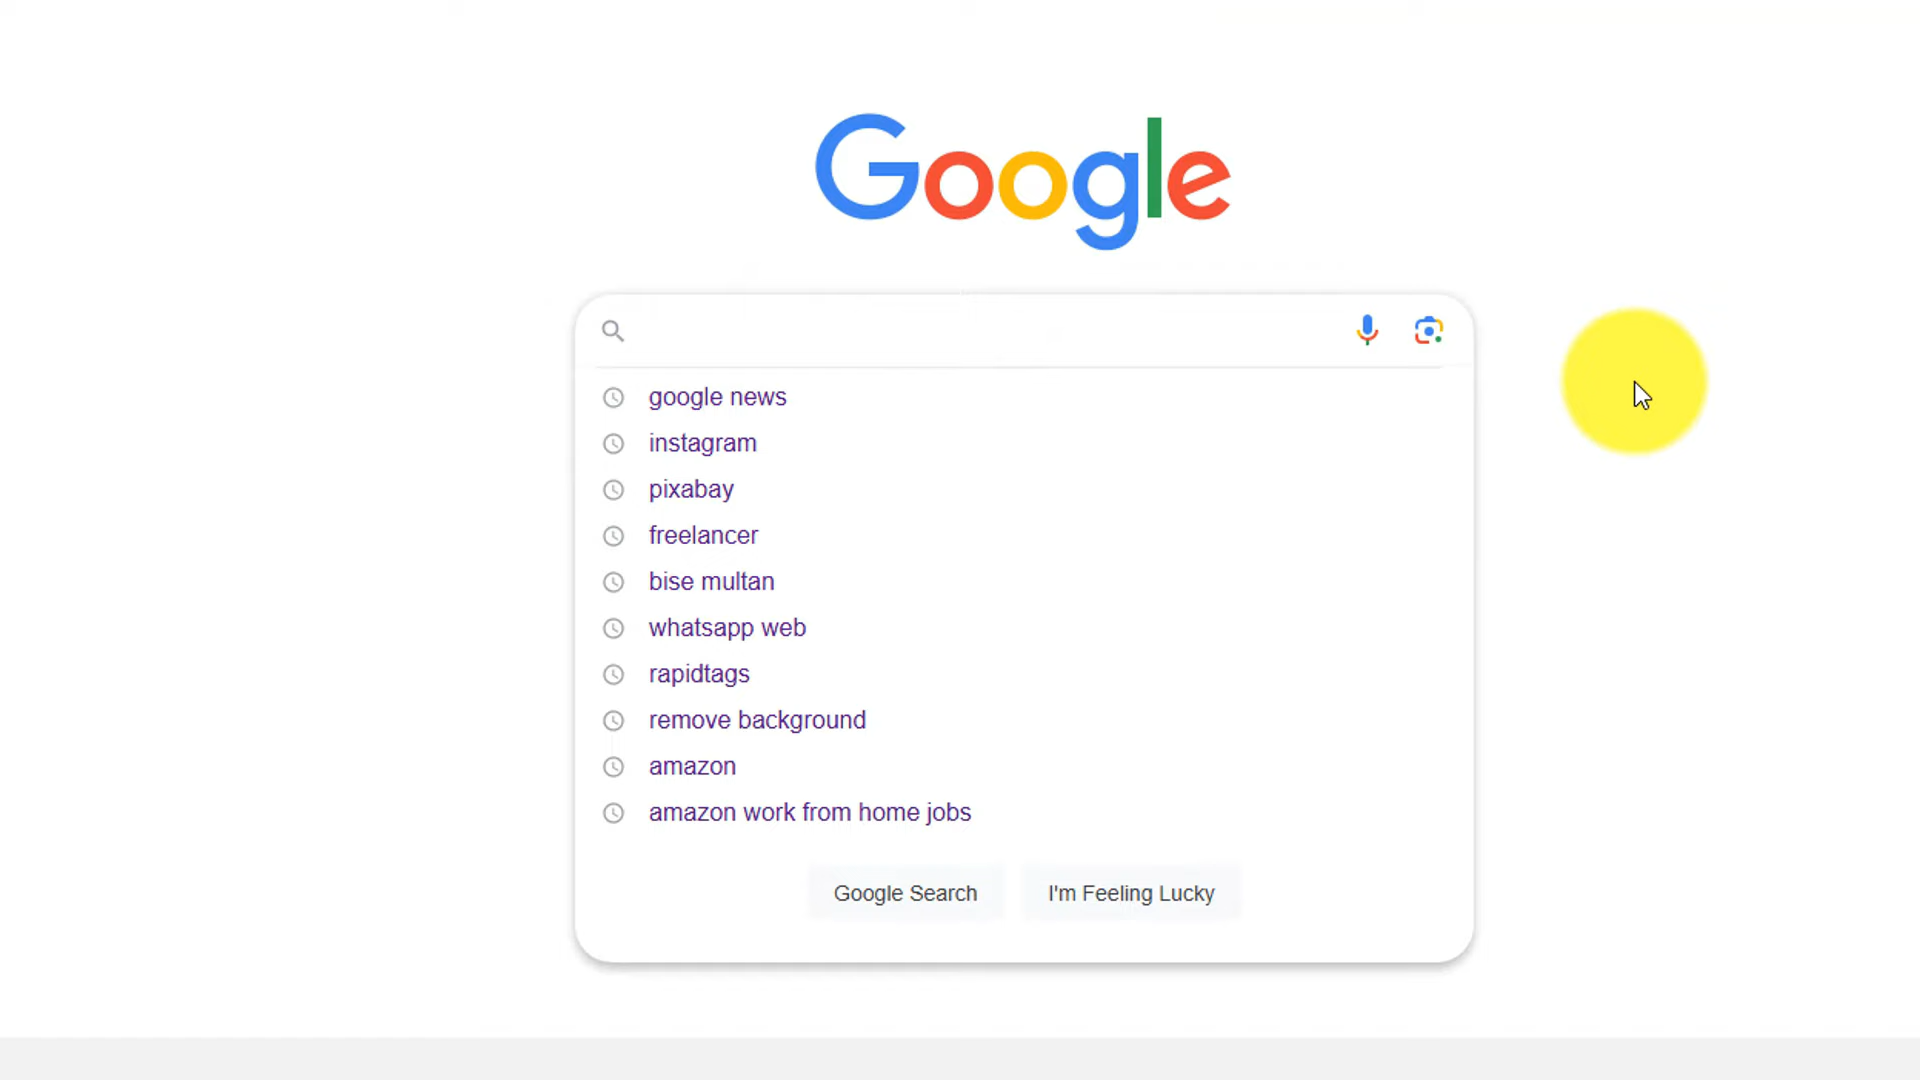 Google
google news
instagram
pixabay
freelancer
bise multan
whatsapp web
rapidtags
remove background
amazon
amazon work from home jobs
Google Search
I'm Feeling Lucky